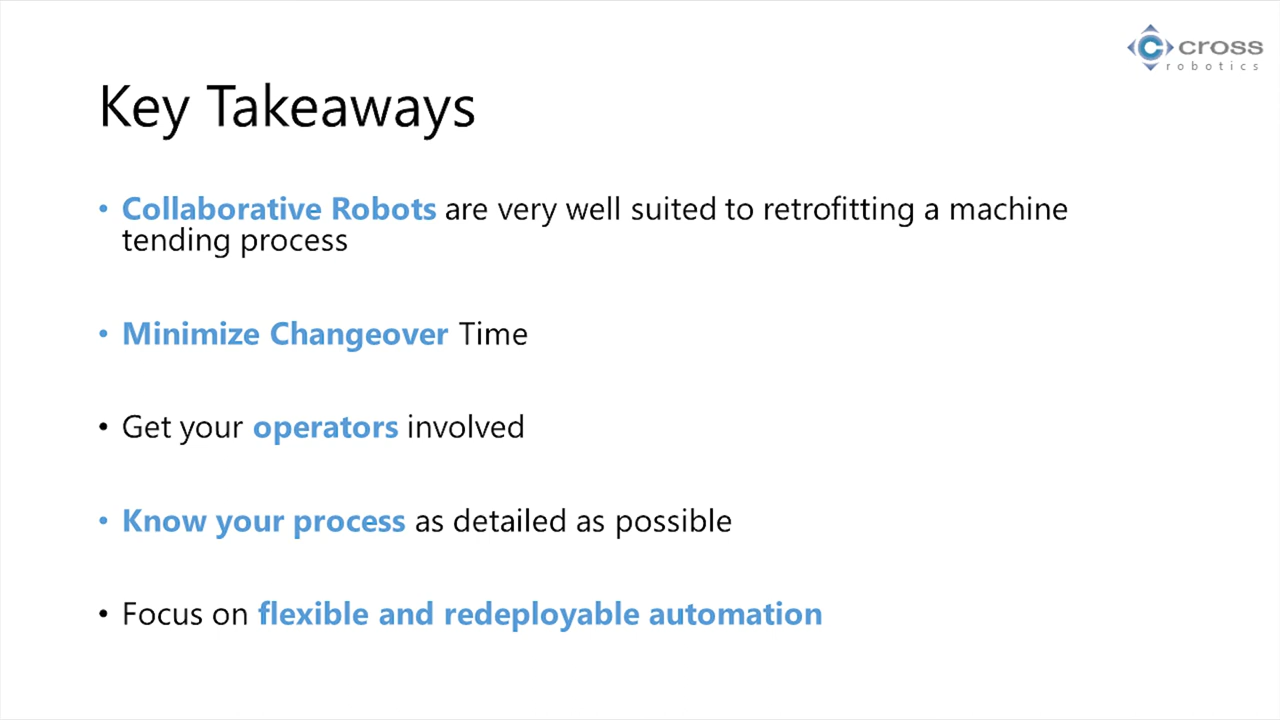 cross
robotics
Key Takeaways
• Collaborative Robots are very well suited to retrofitting a machine
tending process
• Minimize Changeover Time
• Get your operators involved
• Know your process as detailed as possible
• Focus on flexible and redeployable automation